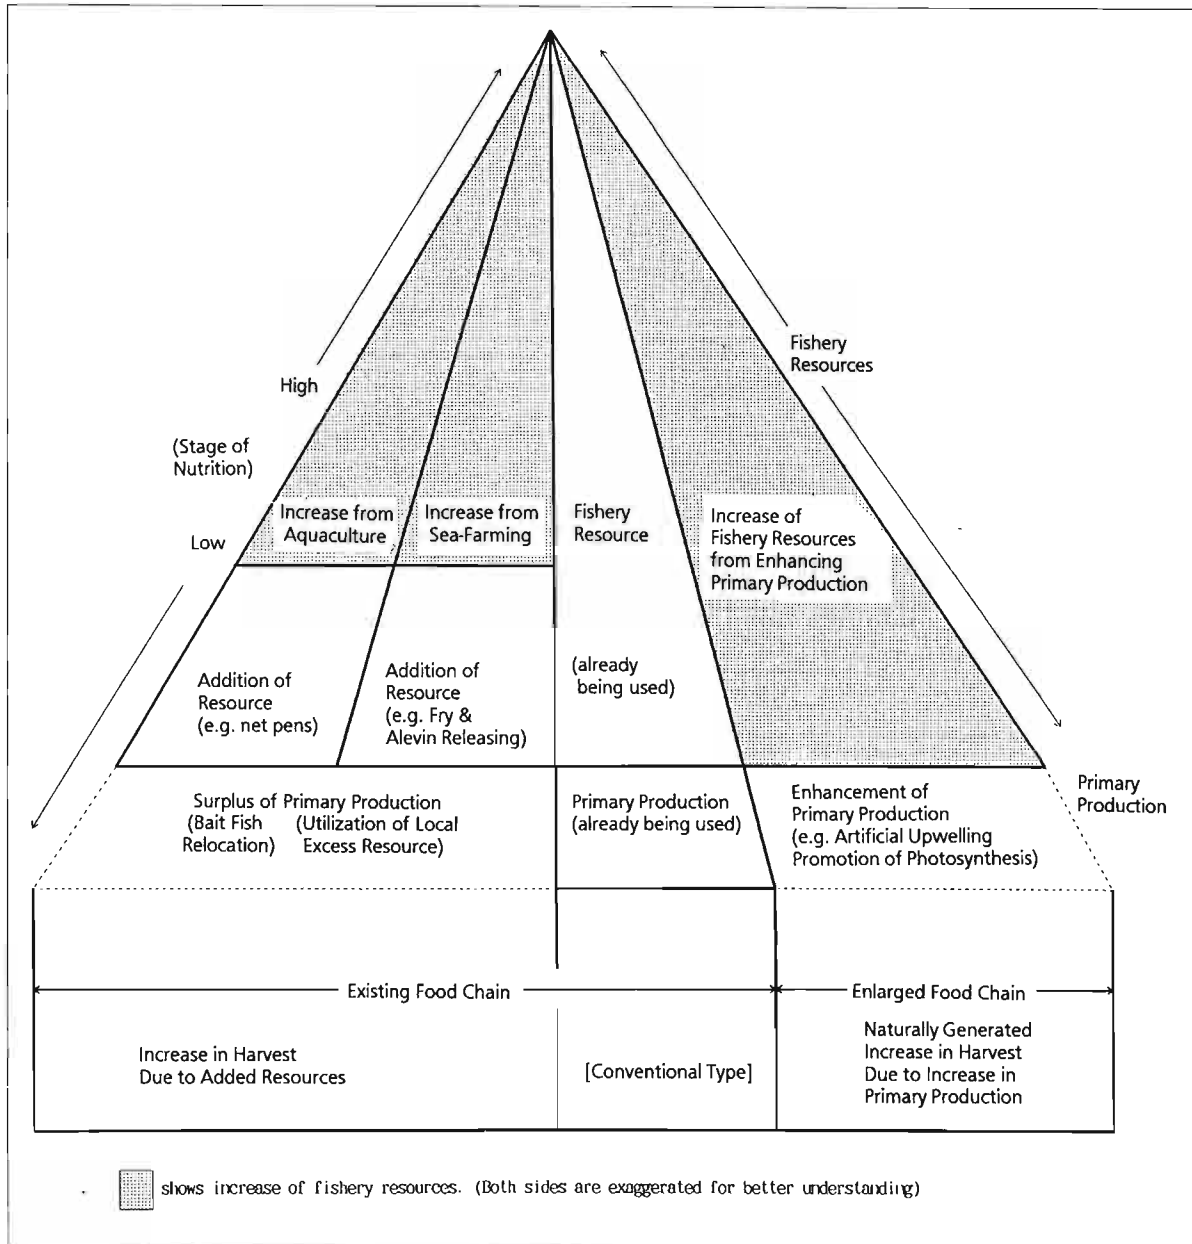 Fishery
Resources
High
(Stage of
Nutrition)
Low
Increase from
Aquaculture
Increase from
Sea-Farming
Fishery
Resource
Increase of
Fishery Resources
from Enhancing
Primary Production
Addition of
Resource
(e.g. net pens)
Addition of
Resource
(e.g. Fry &
Alevin Releasing)
(already
being used)
Surplus of Primary Production
(Bait Fish
Relocation)
(Utilization of Local
Excess Resource)
Primary Production
(already being used)
Enhancement of
Primary Production
(e.g. Artificial Upwelling
Promotion of Photosynthesis)
Primary
Production
Existing Food Chain
Enlarged Food Chain
Increase in Harvest
Due to Added Resources
[Conventional Type]
Naturally Generated
Increase in Harvest
Due to Increase in
Primary Production
shows increase of fishery resources. (Both sides are exaggerated for better understanding)